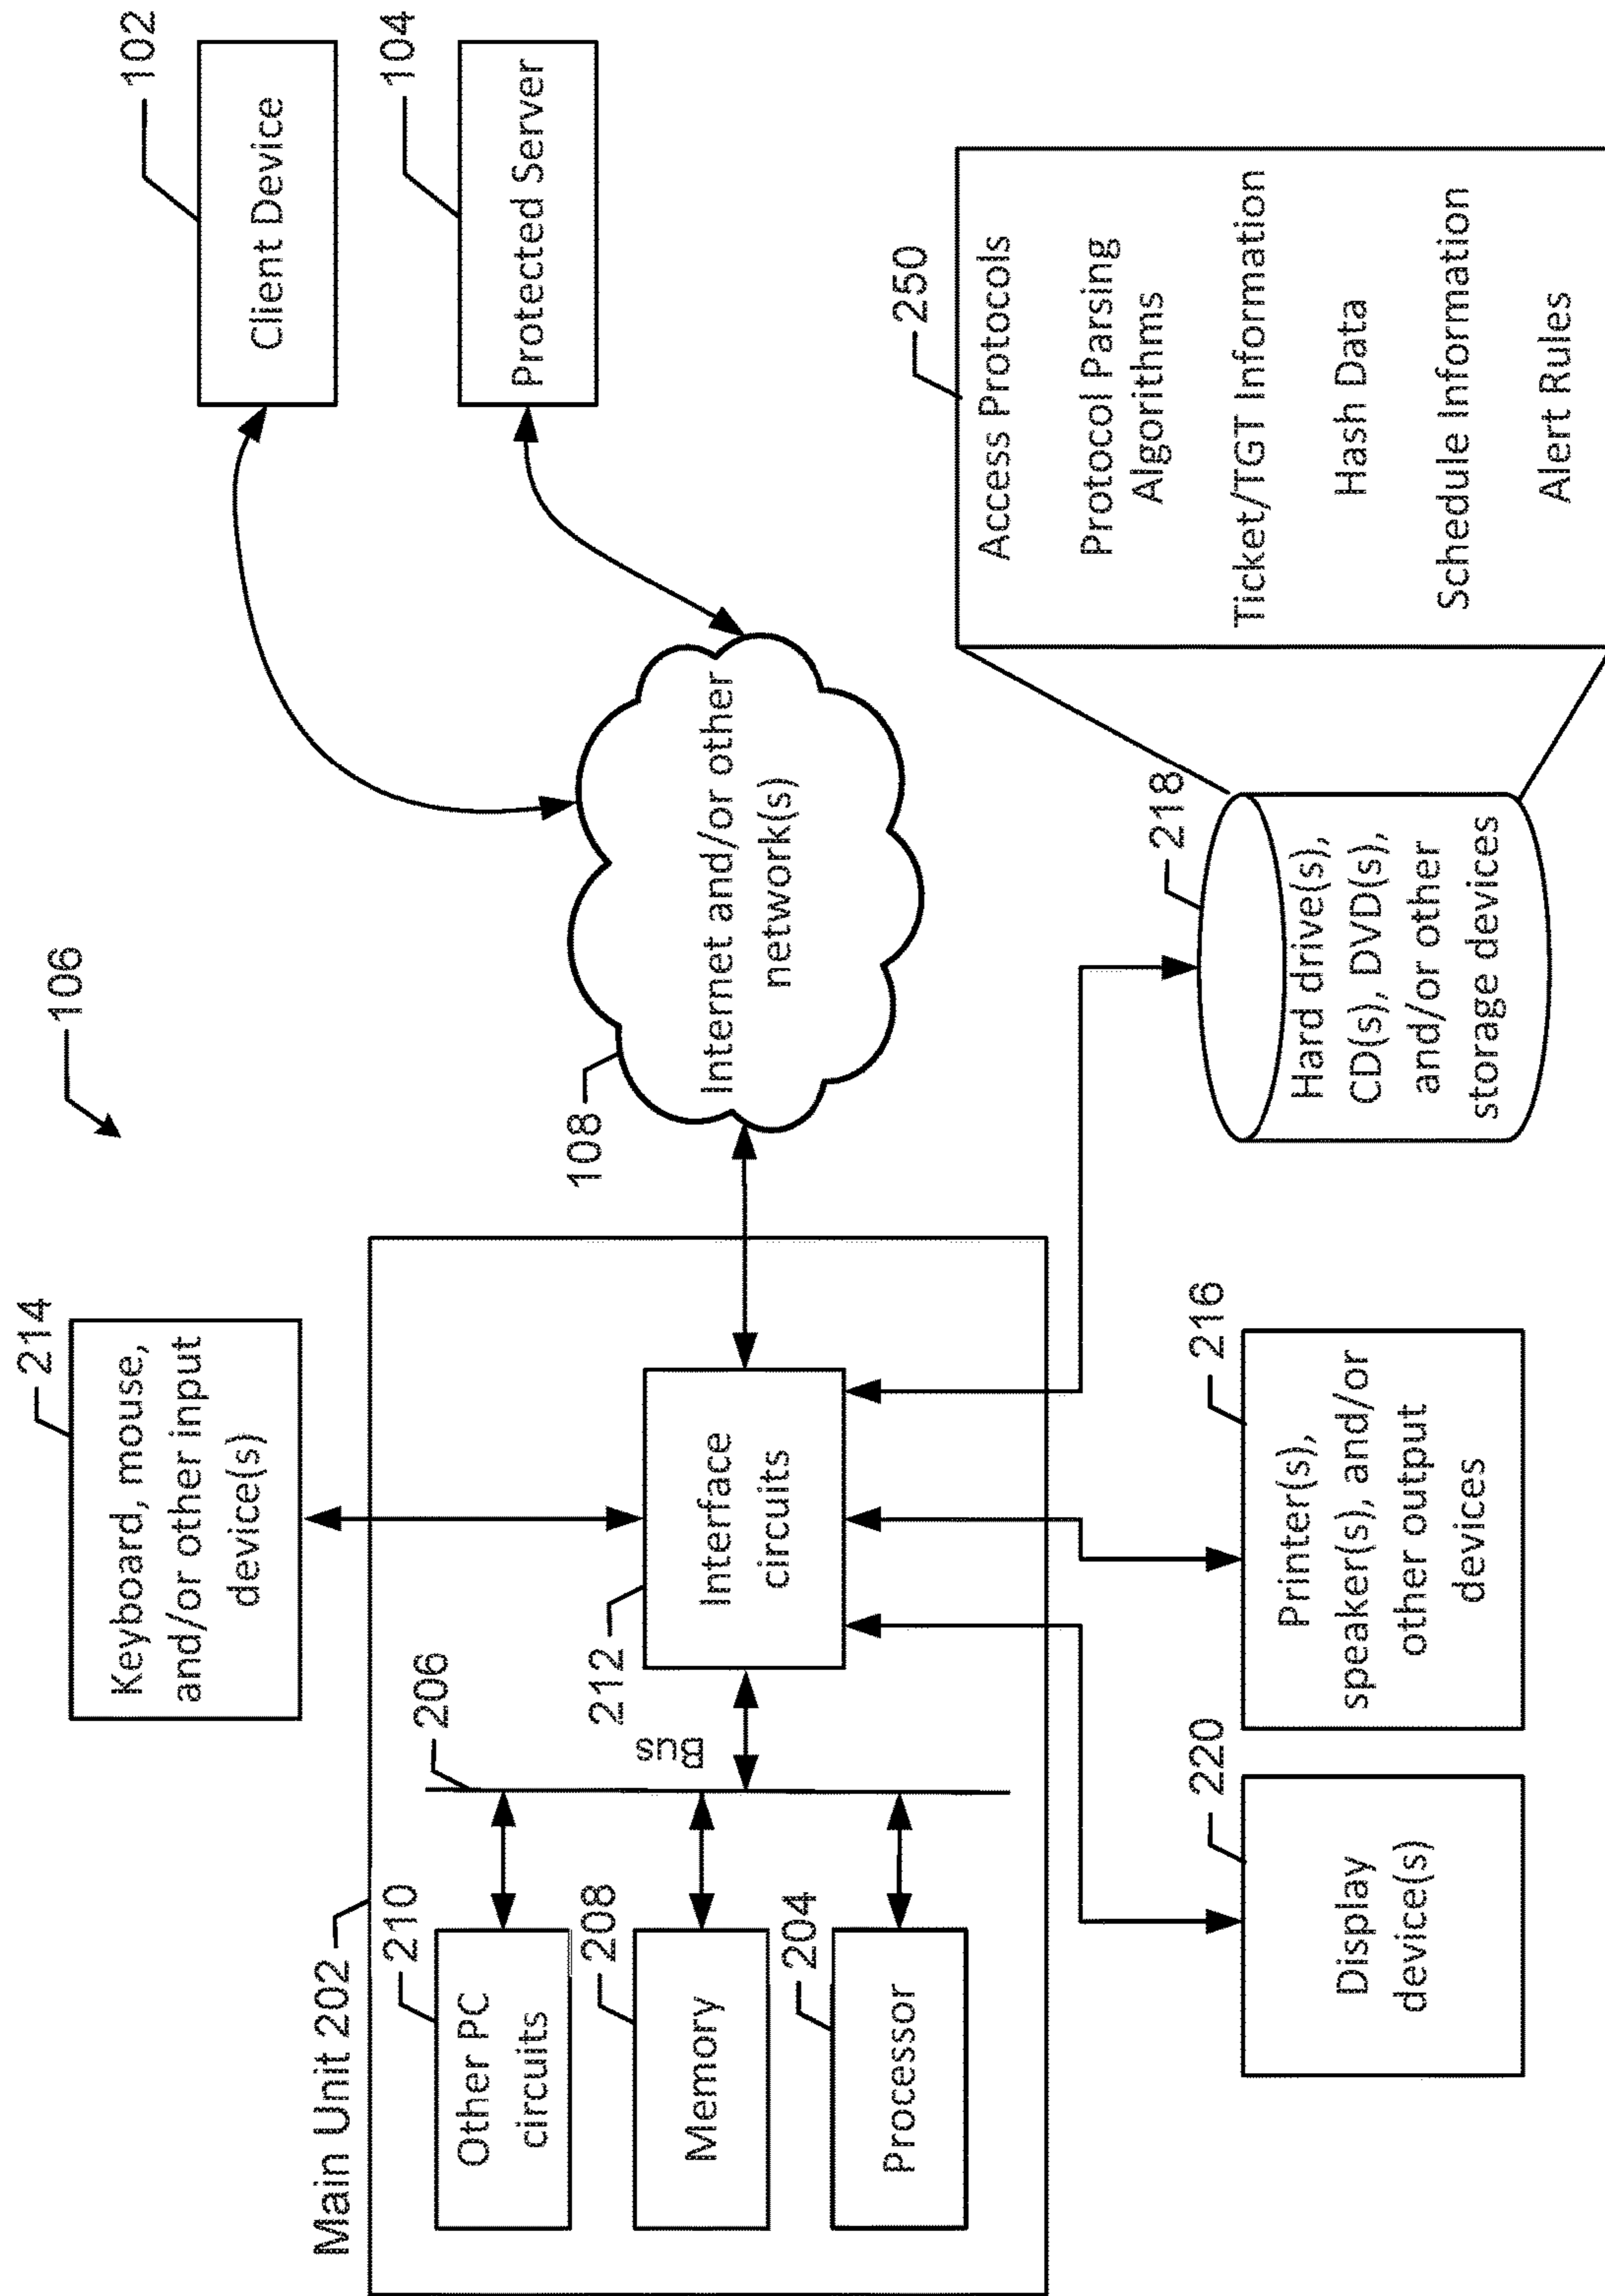 106
Main Unit 202
214
Keyboard, mouse,
and/or other input
device(s)
102
Client Device
104
Protected Server
210
Other PC
circuits
208
Memory
204
Processor
206
Bus
212
Interface
circuits
108
Internet and/or other
network(s)
220
Display
device(s)
216
Printer(s),
speaker(s), and/or
other output
devices
218
Hard drive(s),
CD(s), DVD(s),
and/or other
storage devices
250
Access Protocols
Protocol Parsing
Algorithms
Ticket/TGT Information
Hash Data
Schedule Information
Alert Rules